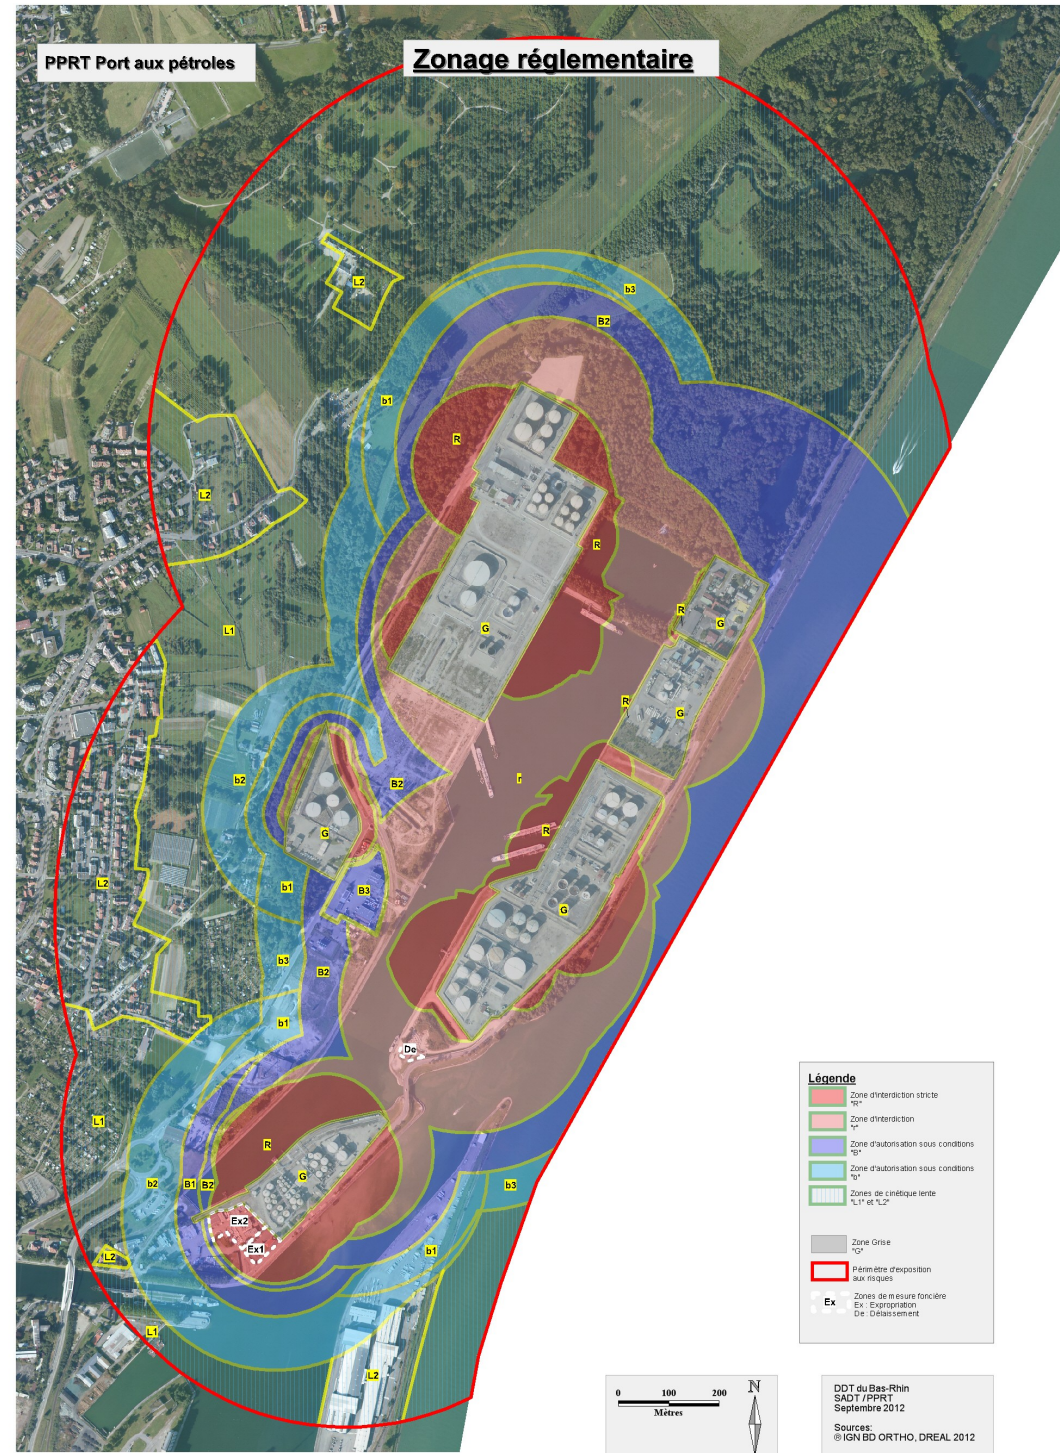 PPRT Port aux pétroles
Zonage réglementaire
L2
b3
B2
b1
R
L2
R
R
G
L1
G
R
G
b2
B2
r
R
G
B3
L2
b1
G
b3
B2
b1
De
L1
R
G
b2
B1
B2
b3
Ex2
Ex1
b1
L2
L1
L2
Légende
Zone d'interdiction stricte
"R"
Zone d'interdiction
"r"
Zone d'autorisation sous conditions
"B"
Zone d'autorisation sous conditions
"b"
Zones de cinétique lente
"L1" et "L2"
Zone Grise
"G"
Périmètre d'exposition
aux risques
Ex
Zones de mesure foncière
Ex : Expropriation
De : Délaissement
0 100 200
Mètres
N
DDT du Bas-Rhin
SADT / PPRT
Septembre 2012
Sources:
® IGN BD ORTHO, DREAL 2012